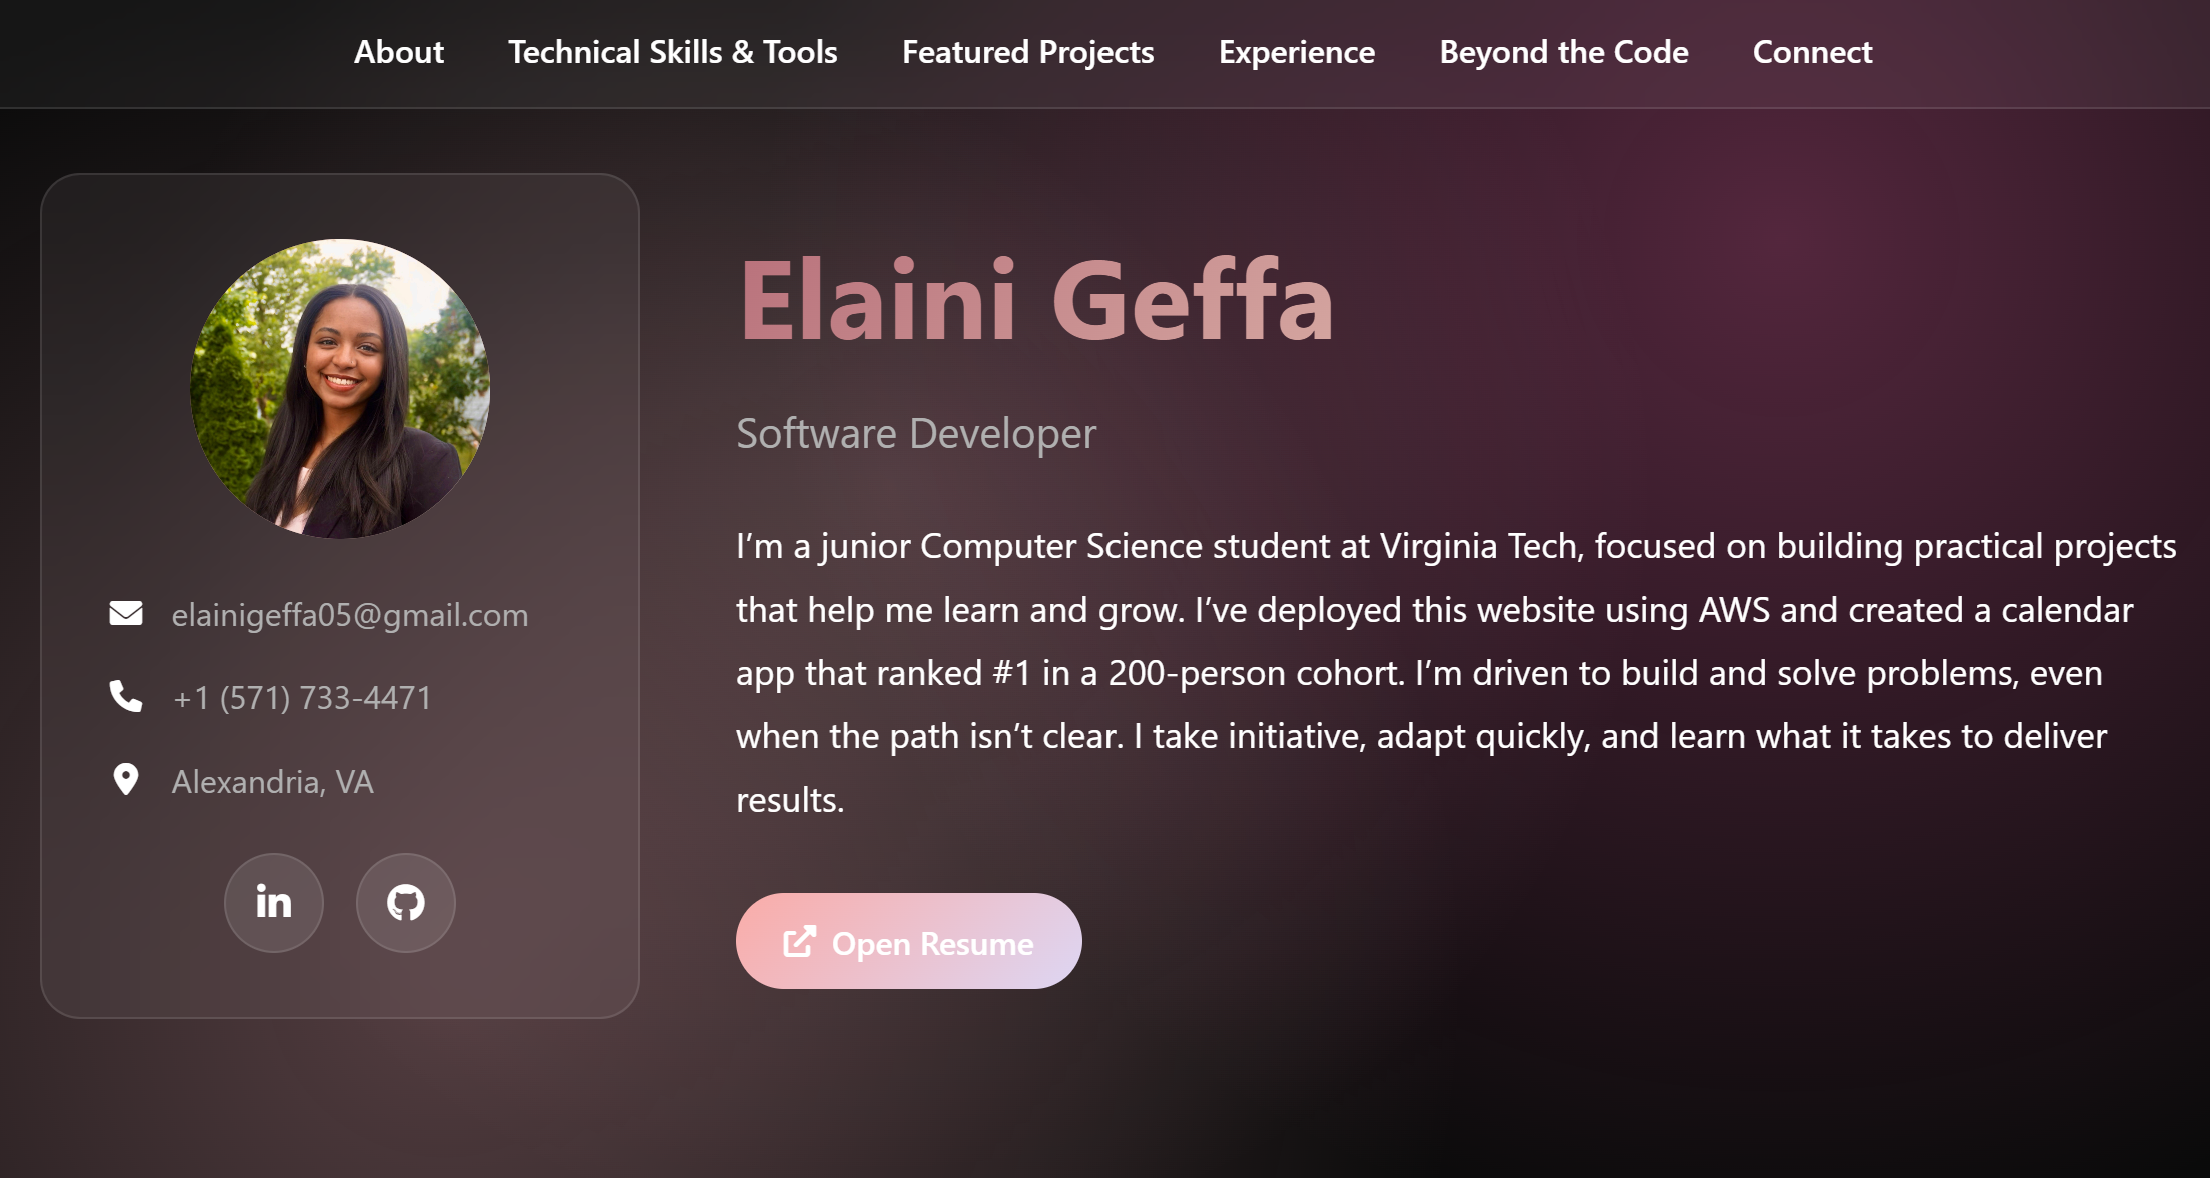 About Technical Skills & Tools Featured Projects Experience Beyond the Code Connect
elainigeffa05@gmail.com
+1 (571) 733-4471
Alexandria, VA
in
Elaini Geffa
Software Developer
I’m a junior Computer Science student at Virginia Tech, focused on building practical projects
that help me learn and grow. I’ve deployed this website using AWS and created a calendar
app that ranked #1 in a 200-person cohort. I’m driven to build and solve problems, even
when the path isn’t clear. I take initiative, adapt quickly, and learn what it takes to deliver
results.
Open Resume